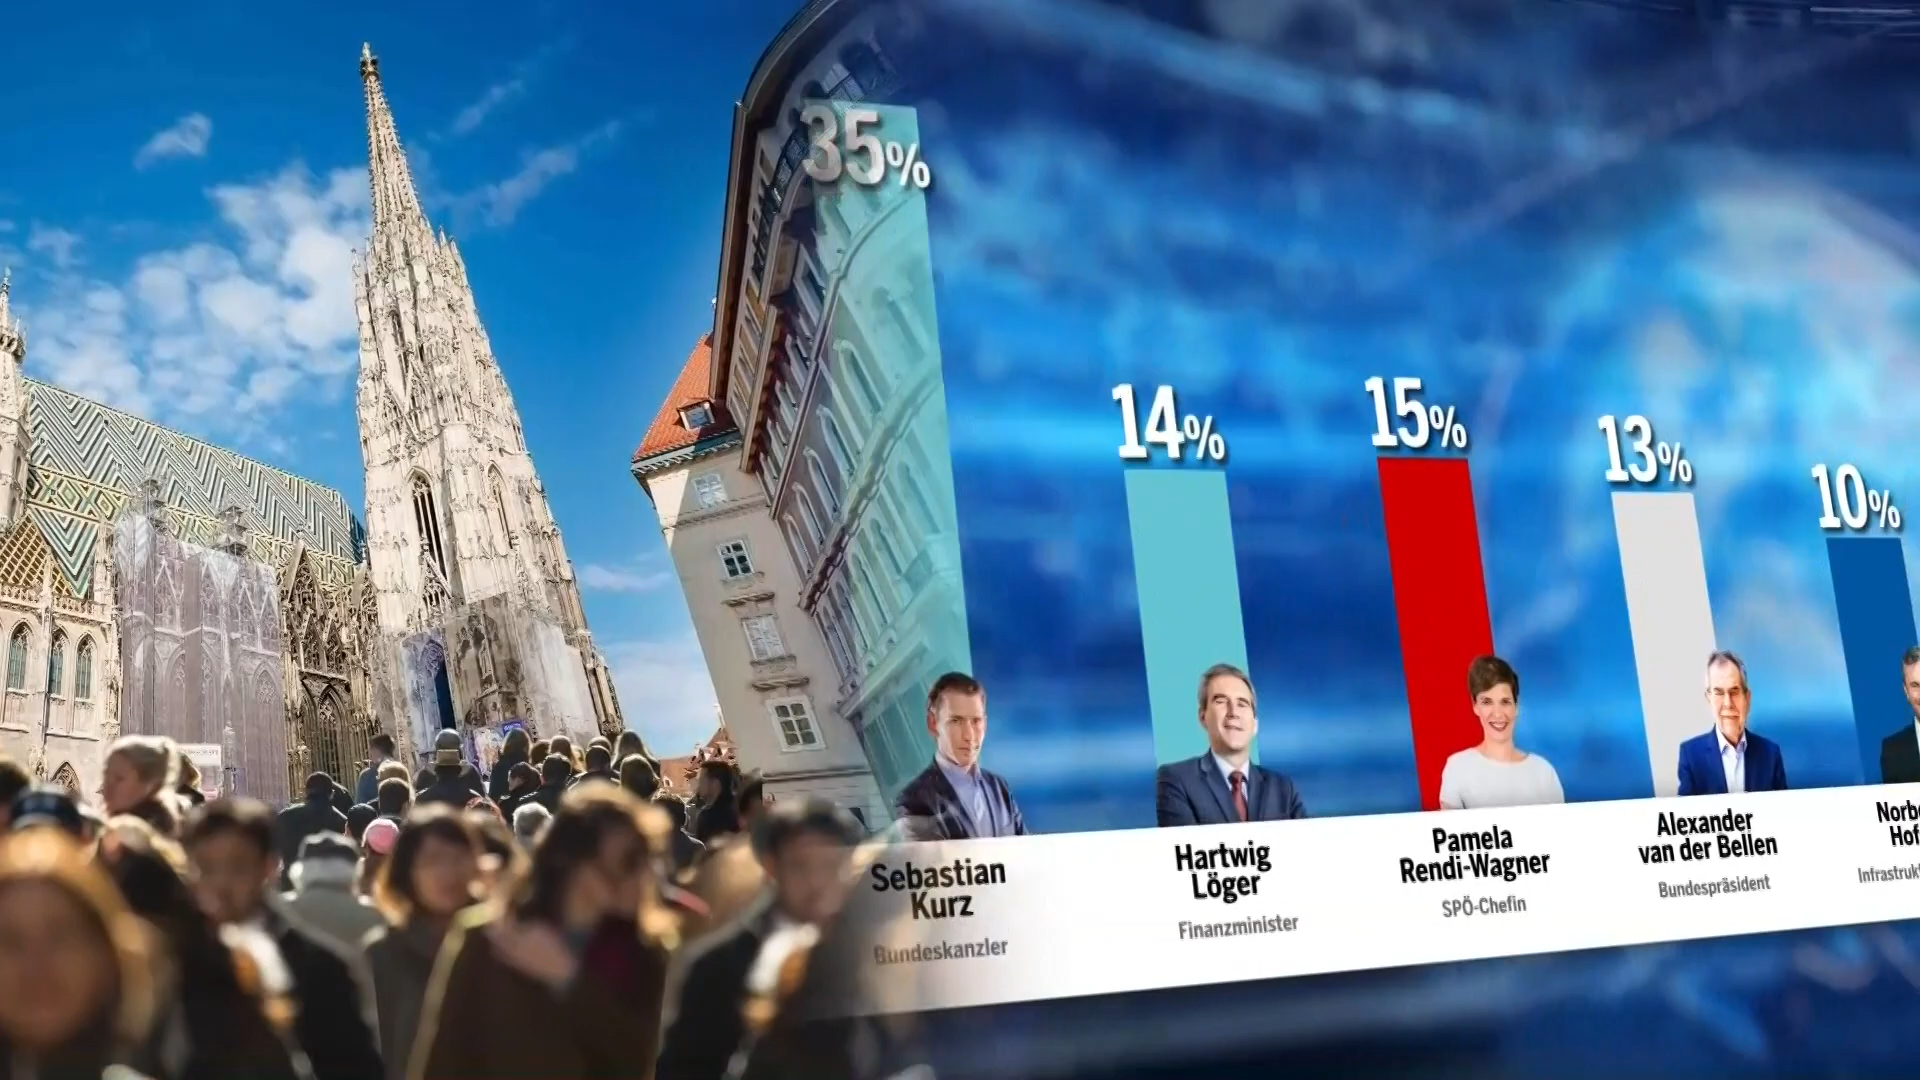 35%
14%
15%
13%
10%
Sebastian
Kurz
Bundeskanzler
Hartwig
Löger
Finanzminister
Pamela
Rendi-Wagner
SPÖ-Chefin
Alexander
van der Bellen
Bundespräsident